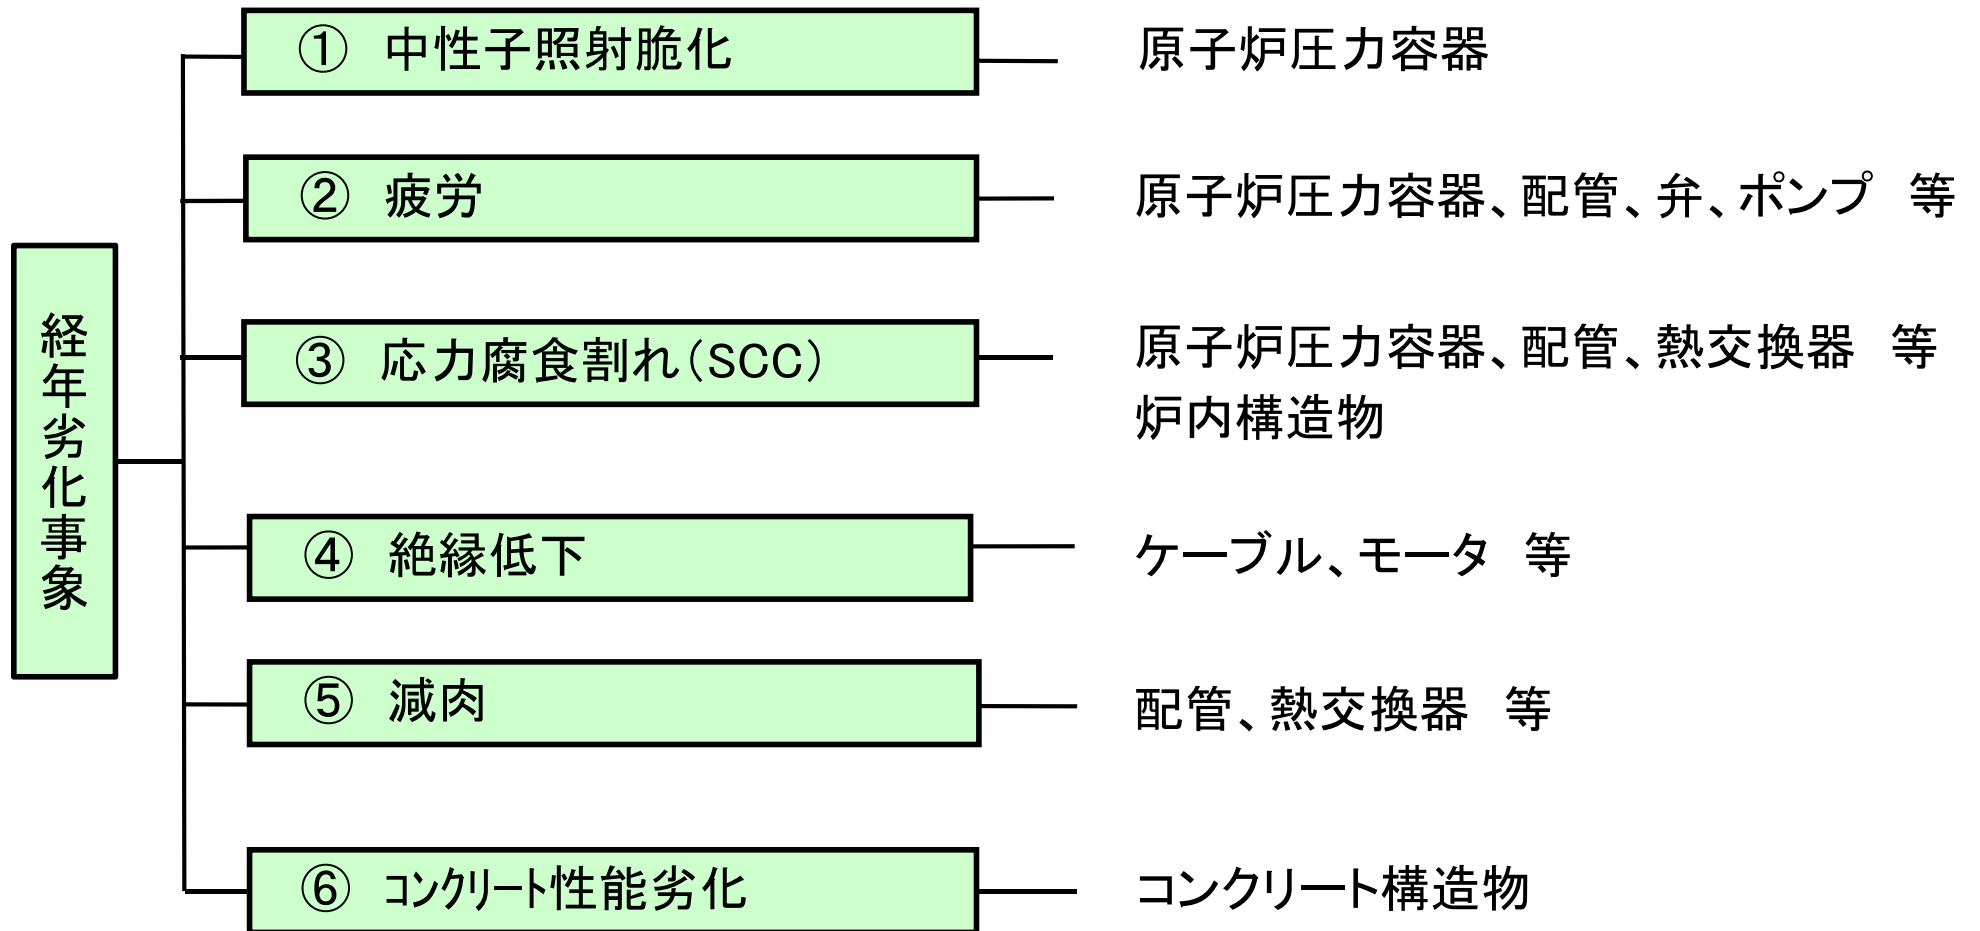 経年劣化事象
① 中性子照射脆化
原子炉圧力容器
② 疲労
原子炉圧力容器、配管、弁、ポンプ 等
③ 応力腐食割れ(SCC)
原子炉圧力容器、配管、熱交換器 等
炉内構造物
④ 絶縁低下
ケーブル、モータ 等
⑤ 減肉
配管、熱交換器 等
⑥ コンクリート性能劣化
コンクリート構造物